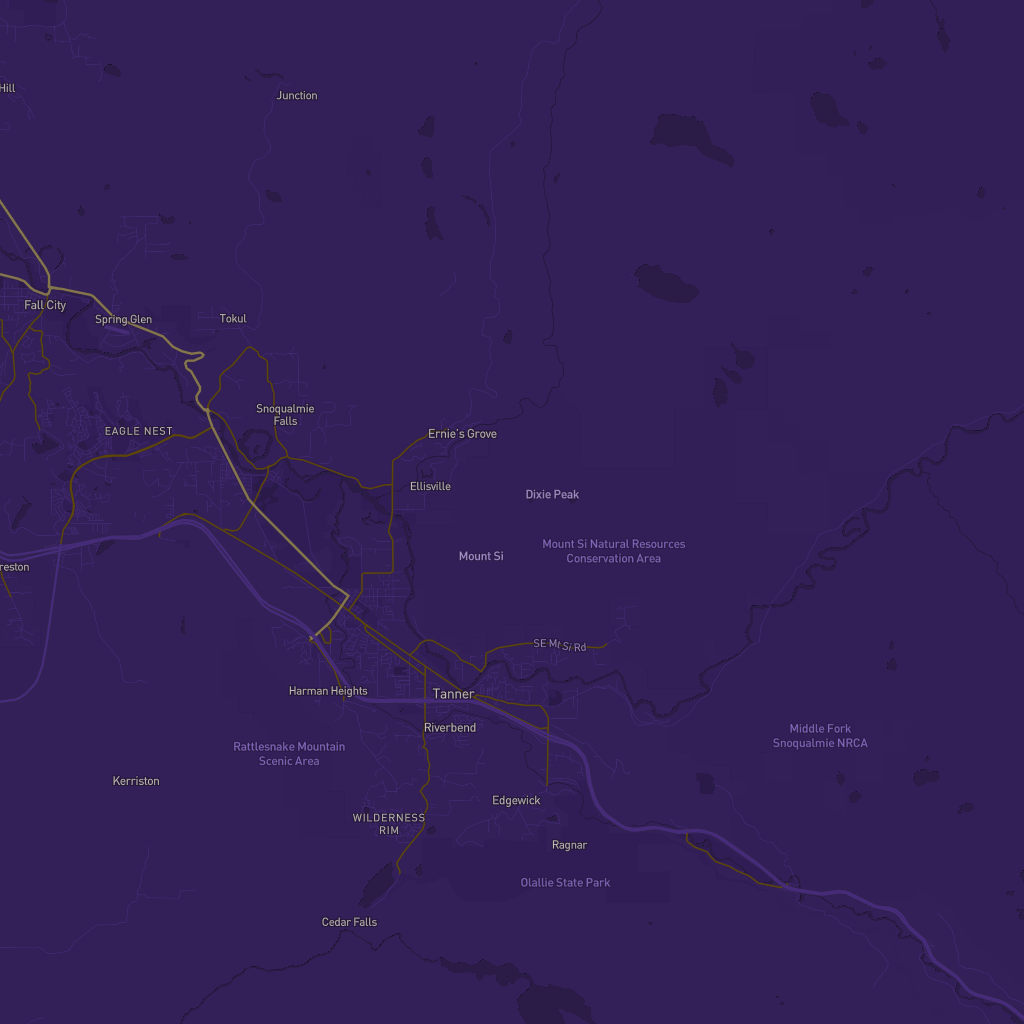 Hill
Junction
Fall City
Spring Glen
Tokul
Snoqualmie
Falls
EAGLE NEST
Ernie's Grove
Ellisville
Dixie Peak
Mount Si
Mount Si Natural Resources
Conservation Area
reston
SE Mt Si Rd
Harman Heights
Tanner
Riverbend
Rattlesnake Mountain
Scenic Area
Middle Fork
Snoqualmie NRCA
Kerriston
Edgewick
WILDERNESS
RIM
Ragnar
Olallie State Park
Cedar Falls